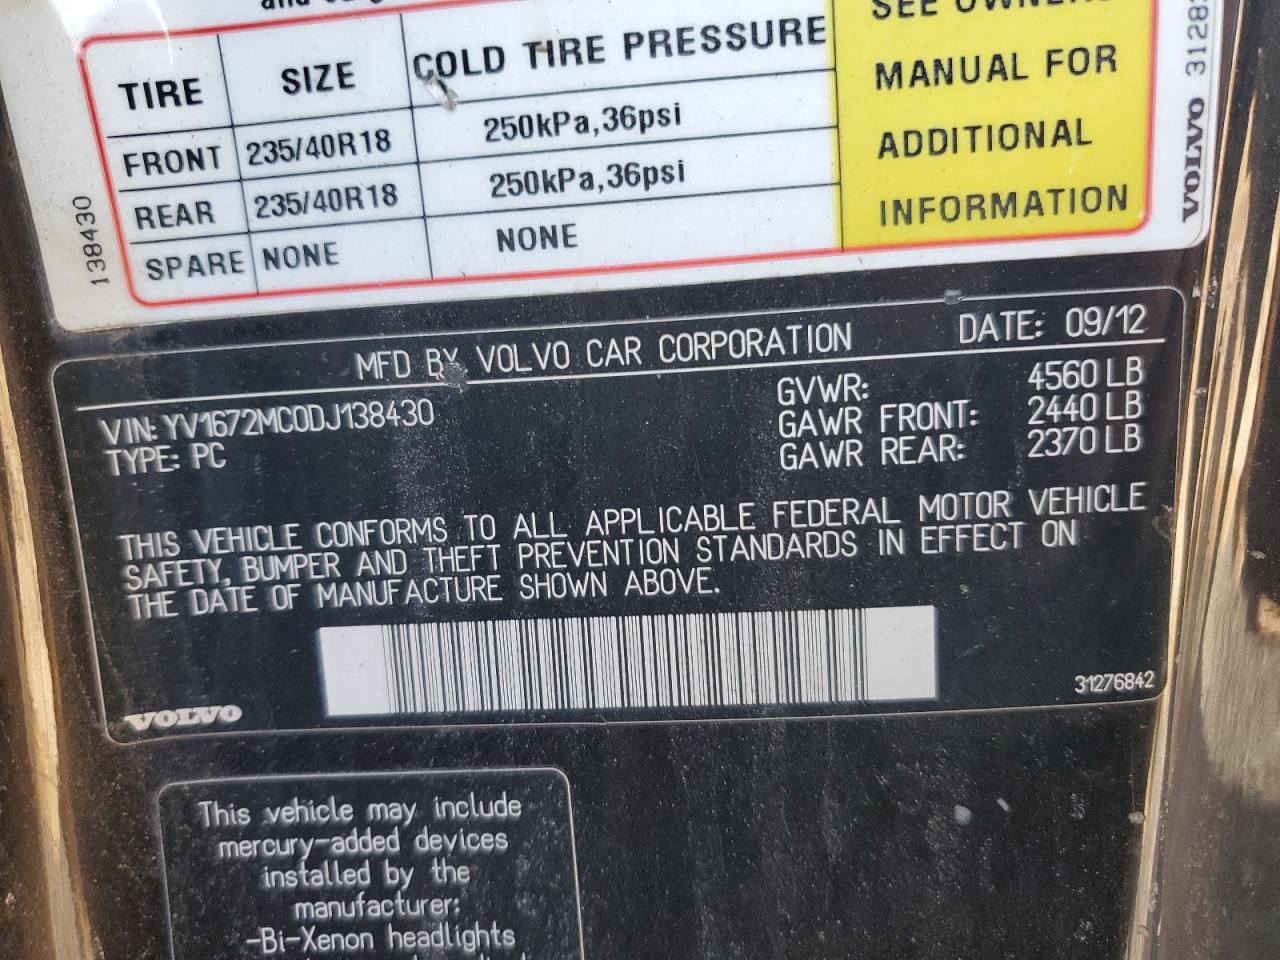 TIRE SIZE COLD TIRE PRESSURE
FRONT 235/40R18 250kPa,36psi
REAR 235/40R18 250kPa,36psi
SPARE NONE NONE
MANUAL FOR
ADDITIONAL
INFORMATION
VOLVO
138430
MFD BY VOLVO CAR CORPORATION DATE: 09/12
VIN: YV1672MC0DJ138430
TYPE: PC
GVWR: 4560 LB
GAWR FRONT: 2440 LB
GAWR REAR: 2370 LB
THIS VEHICLE CONFORMS TO ALL APPLICABLE FEDERAL MOTOR VEHICLE
SAFETY, BUMPER AND THEFT PREVENTION STANDARDS IN EFFECT ON
THE DATE OF MANUFACTURE SHOWN ABOVE.
31276842
VOLVO
This vehicle may include
mercury-added devices
installed by the
manufacturer:
-Bi-Xenon headlights